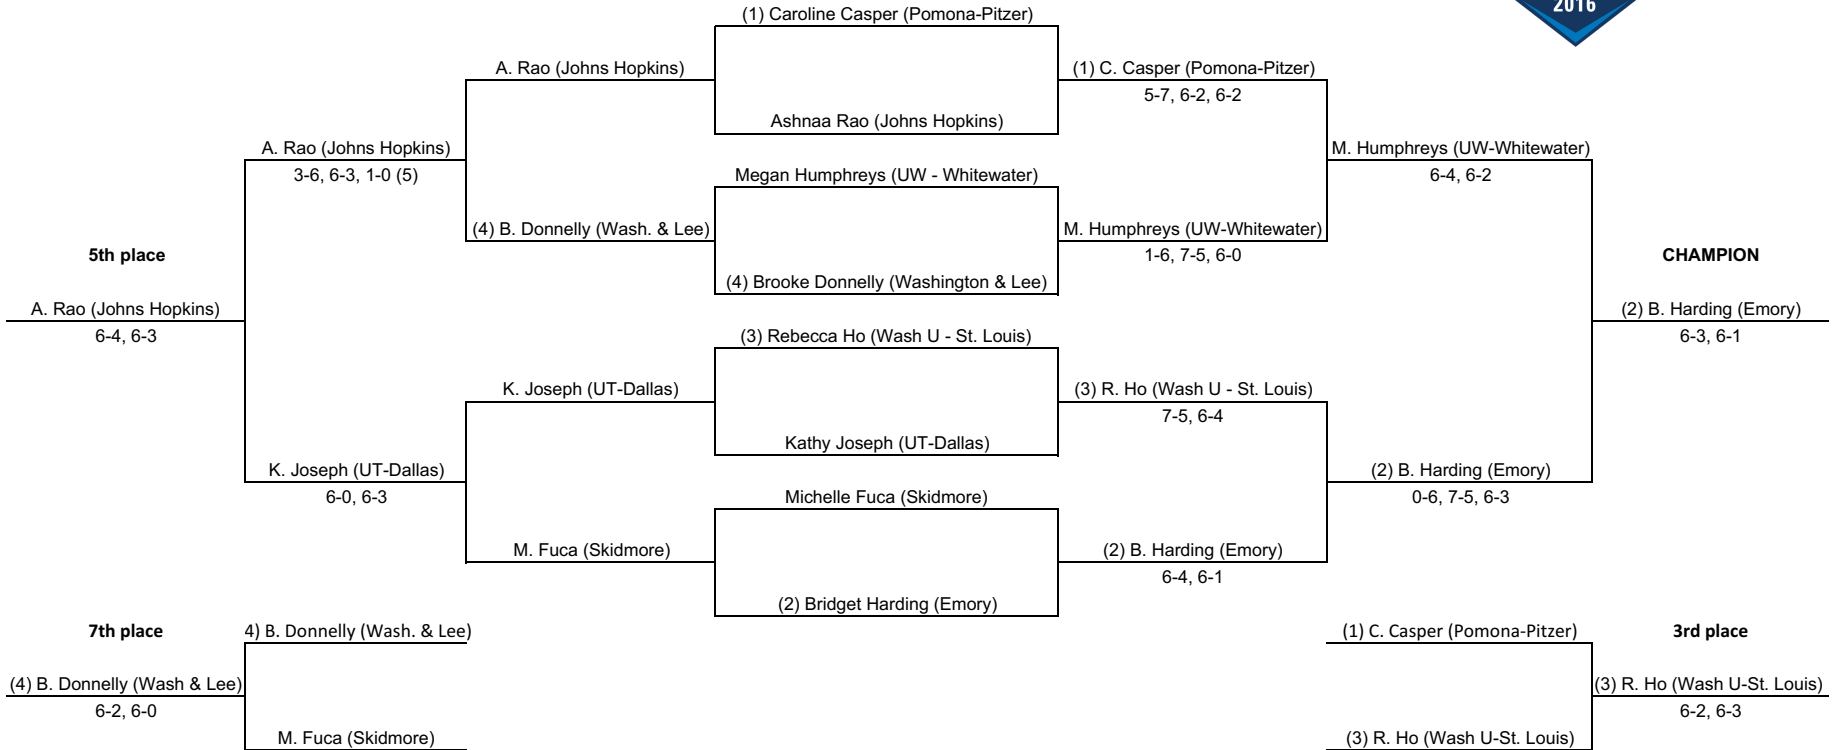 2016
(1) Caroline Casper (Pomona-Pitzer)
A. Rao (Johns Hopkins)
(1) C. Casper (Pomona-Pitzer)
5-7, 6-2, 6-2
Ashnaa Rao (Johns Hopkins)
A. Rao (Johns Hopkins)
3-6, 6-3, 1-0 (5)
M. Humphreys (UW-Whitewater)
6-4, 6-2
Megan Humphreys (UW - Whitewater)
(4) B. Donnelly (Wash. & Lee)
M. Humphreys (UW-Whitewater)
1-6, 7-5, 6-0
5th place
CHAMPION
(4) Brooke Donnelly (Washington & Lee)
A. Rao (Johns Hopkins)
6-4, 6-3
(2) B. Harding (Emory)
6-3, 6-1
(3) Rebecca Ho (Wash U - St. Louis)
K. Joseph (UT-Dallas)
(3) R. Ho (Wash U - St. Louis)
7-5, 6-4
Kathy Joseph (UT-Dallas)
K. Joseph (UT-Dallas)
6-0, 6-3
(2) B. Harding (Emory)
0-6, 7-5, 6-3
Michelle Fuca (Skidmore)
M. Fuca (Skidmore)
(2) B. Harding (Emory)
6-4, 6-1
(2) Bridget Harding (Emory)
7th place
4) B. Donnelly (Wash. & Lee)
(1) C. Casper (Pomona-Pitzer)
3rd place
(4) B. Donnelly (Wash & Lee)
6-2, 6-0
(3) R. Ho (Wash U-St. Louis)
6-2, 6-3
M. Fuca (Skidmore)
(3) R. Ho (Wash U-St. Louis)